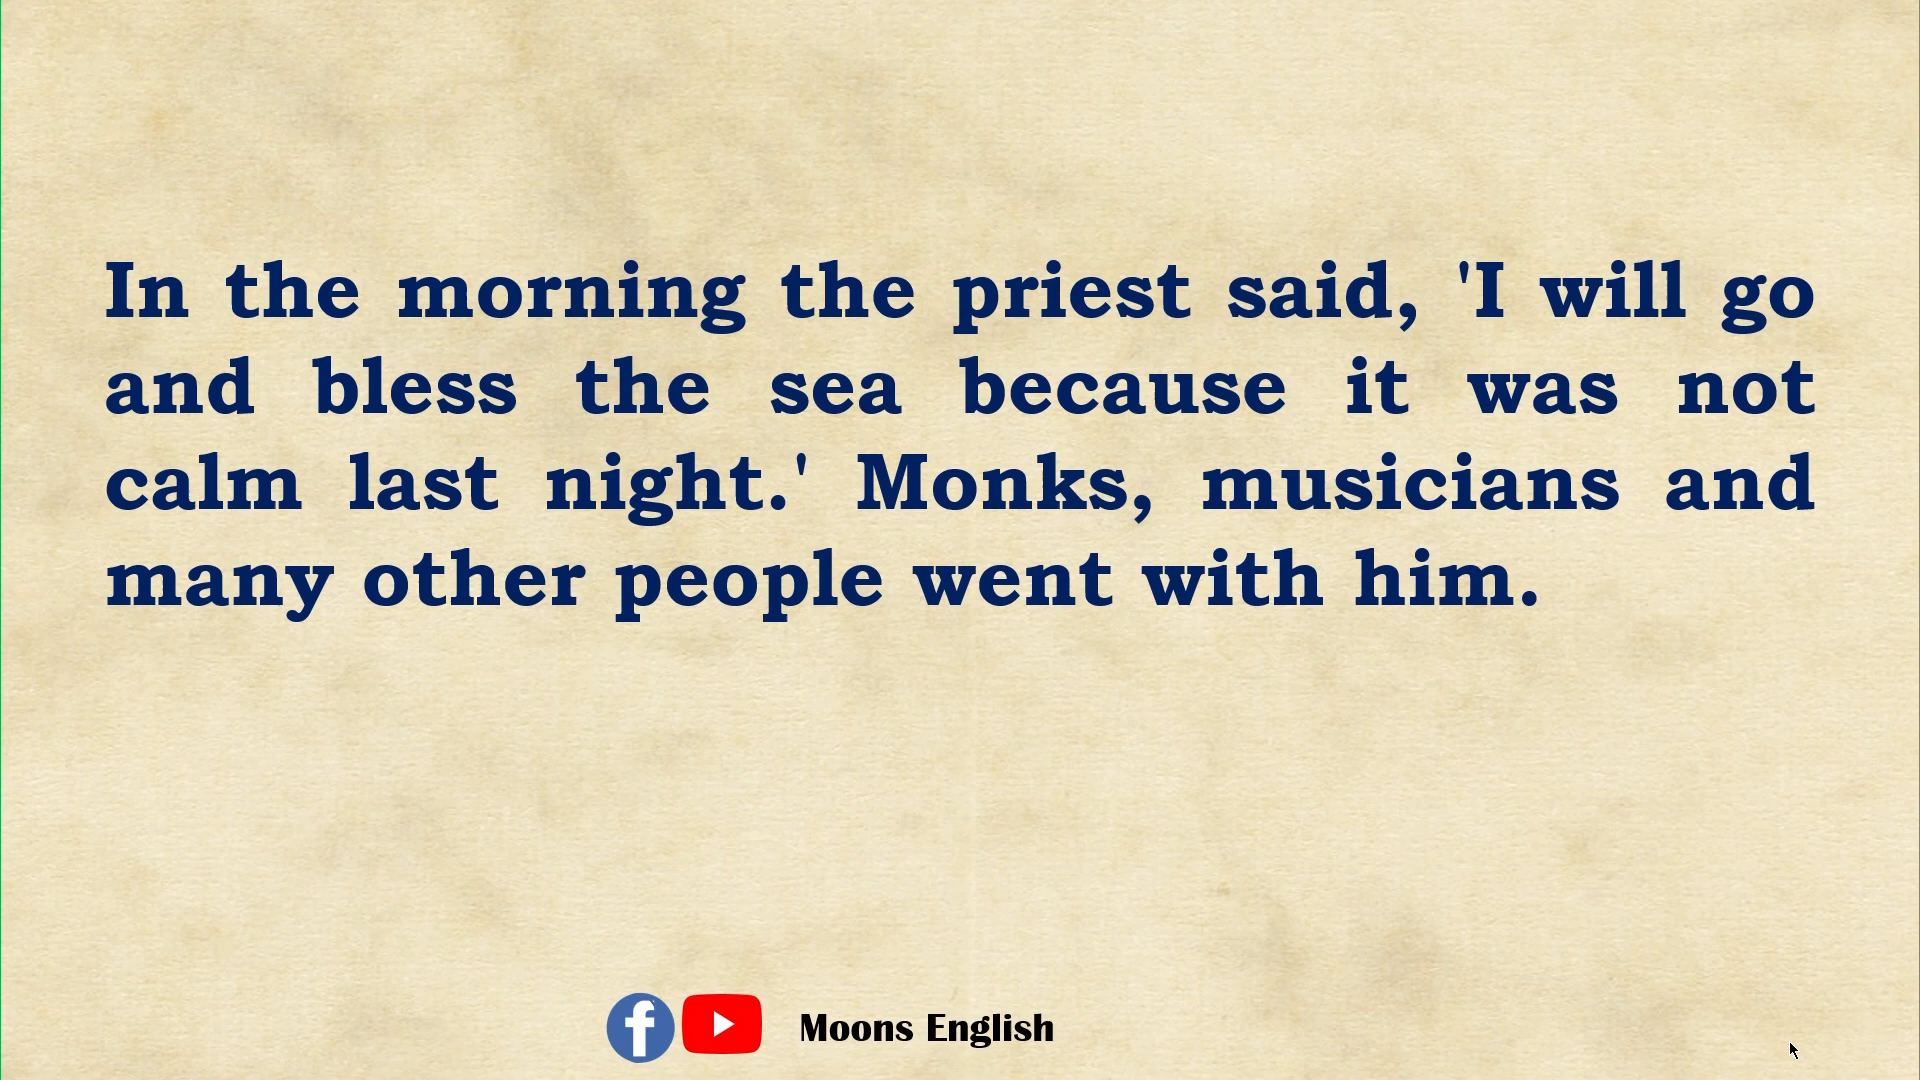 In the morning the priest said, 'I will go
and bless the sea because it was not
calm last night.' Monks, musicians and
many other people went with him.
Moons English